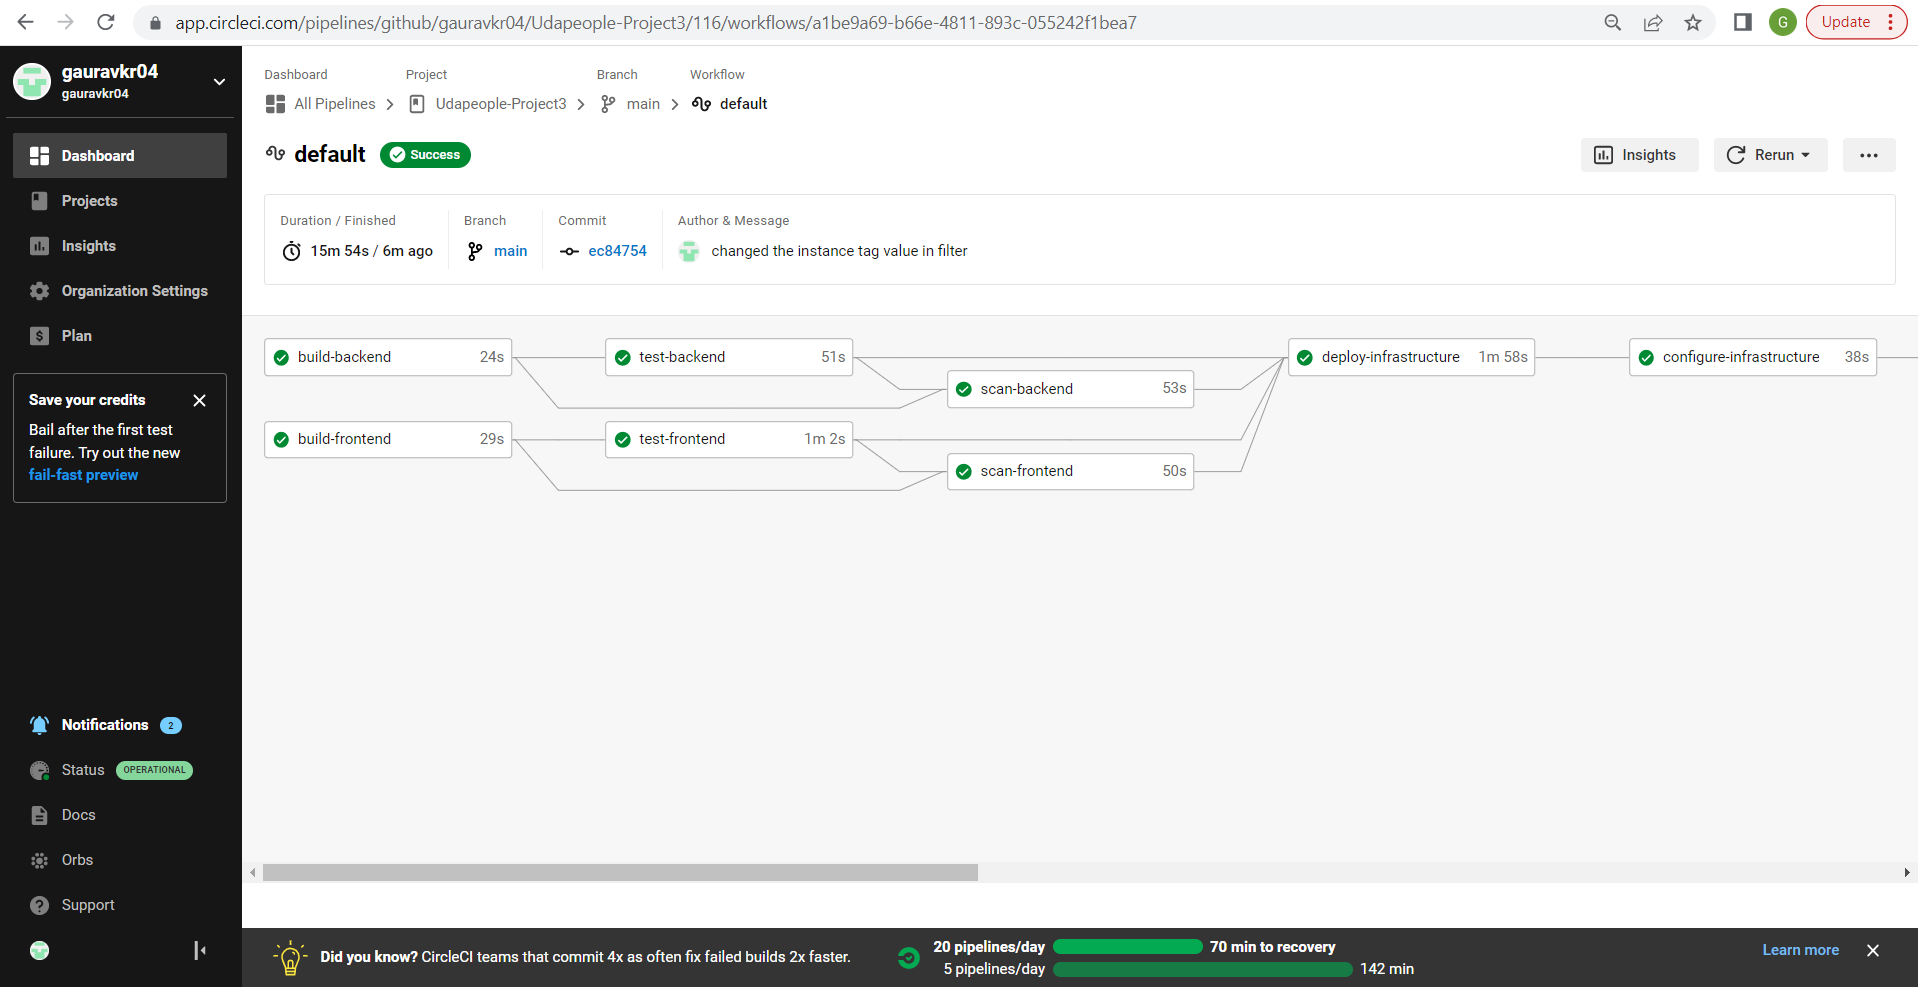 app.circleci.com/pipelines/github/gauravkr04/Udapeople-Project3/116/workflows/a1be9a69-b66e-4811-893c-055242f1bea7
G
Update
gauravkr04
gauravkr04
Dashboard
Projects
Insights
Organization Settings
Plan
Save your credits
Bail after the first test
failure. Try out the new
fail-fast preview
Notifications 2
Status OPERATIONAL
Docs
Orbs
Support
Dashboard Project Branch Workflow
All Pipelines Udapeople-Project3 main default
default Success
Insights Rerun
Duration / Finished Branch Commit Author & Message
15m 54s / 6m ago main ec84754 changed the instance tag value in filter
build-backend 24s test-backend 51s deploy-infrastructure 1m 58s configure-infrastructure 38s
scan-backend 53s
build-frontend 29s test-frontend 1m 2s
scan-frontend 50s
Did you know? CircleCI teams that commit 4x as often fix failed builds 2x faster.
20 pipelines/day 70 min to recovery
5 pipelines/day 142 min
Learn more